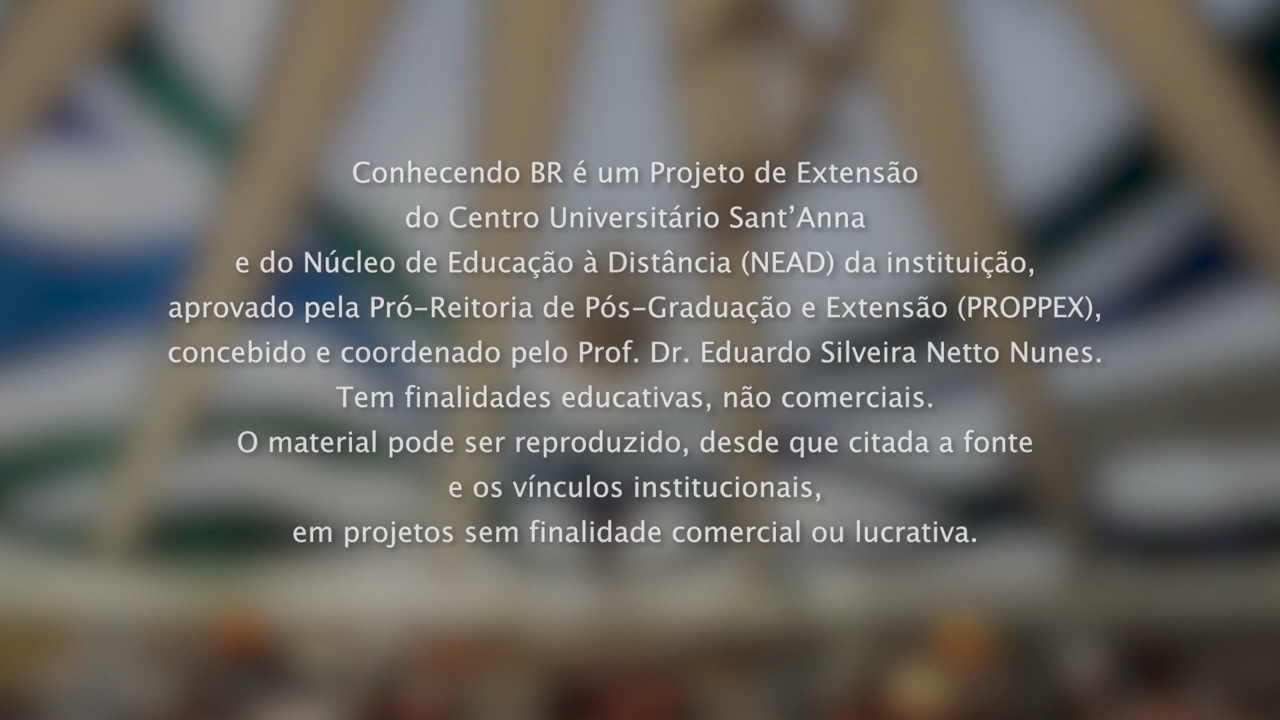 Conhecendo BR é um Projeto de Extensão
do Centro Universitário Sant’Anna
e do Núcleo de Educação à Distância (NEAD) da instituição,
aprovado pela Pró-Reitoria de Pós-Graduação e Extensão (PROPPEX),
concebido e coordenado pelo Prof. Dr. Eduardo Silveira Netto Nunes.
Tem finalidades educativas, não comerciais.
O material pode ser reproduzido, desde que citada a fonte
e os vínculos institucionais,
em projetos sem finalidade comercial ou lucrativa.